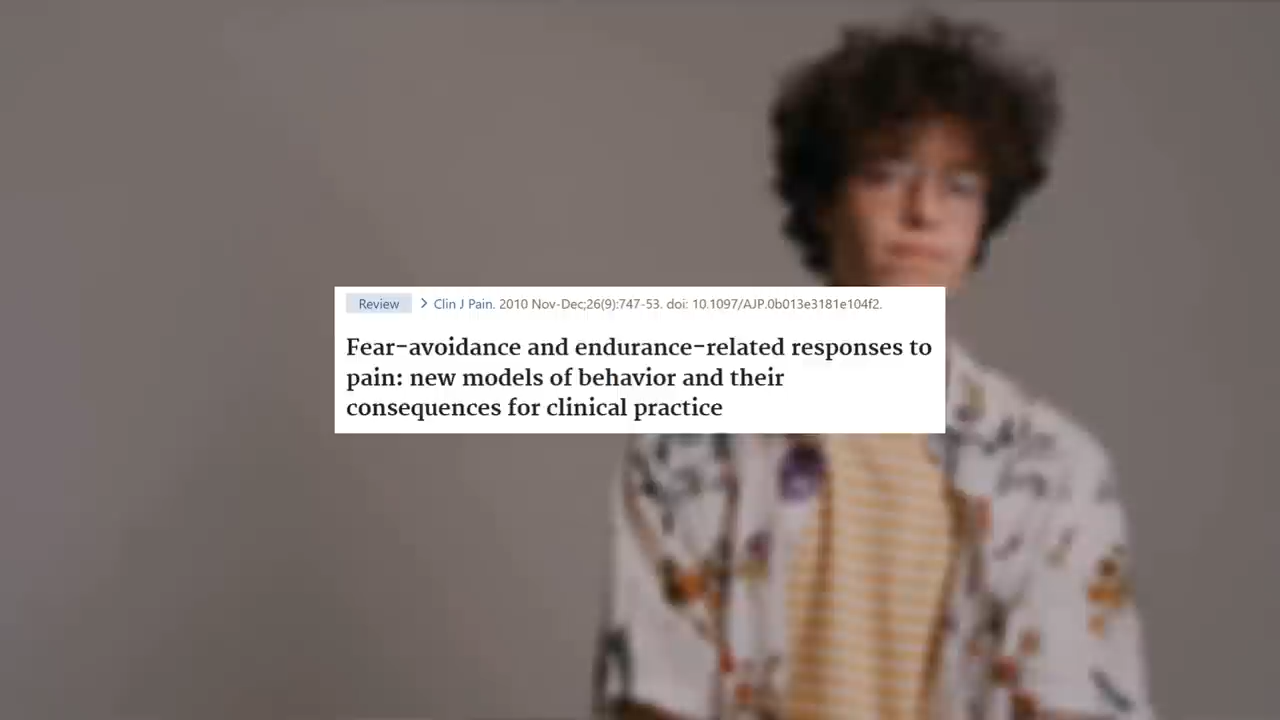 Review > Clin J Pain. 2010 Nov-Dec;26(9):747-53. doi: 10.1097/AJP.0b013e3181e104f2.
Fear-avoidance and endurance-related responses to
pain: new models of behavior and their
consequences for clinical practice